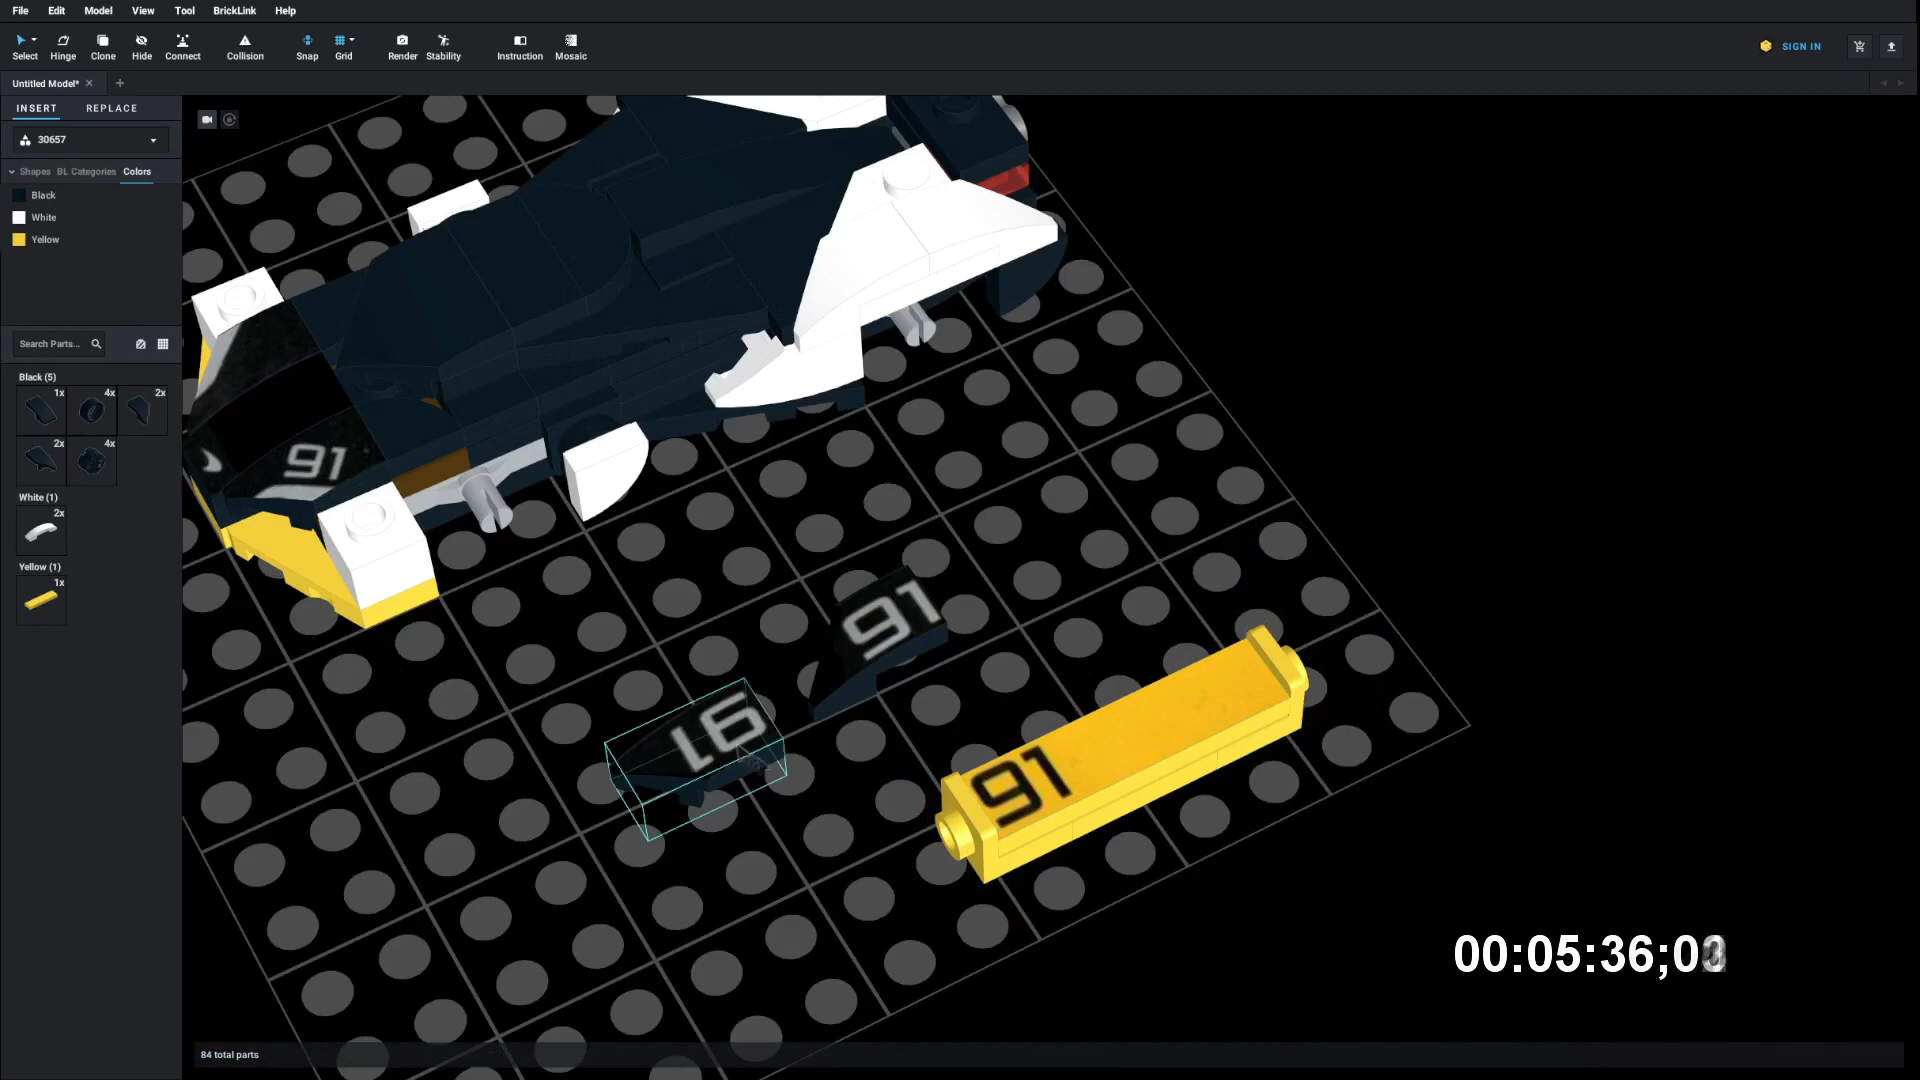 File Edit Model View Tool BrickLink Help
Select Hinge Clone Hide Connect Collision Snap Grid Render Stability Instruction Mosaic SIGN IN
Untitled Model*
INSERT REPLACE
30657
Shapes BL Categories Colors
Black
White
Yellow
Search Parts...
Black (5)
1x 4x 2x
2x 4x
White (1)
2x
Yellow (1)
1x
91
91
91
91
00:05:36;0
84 total parts